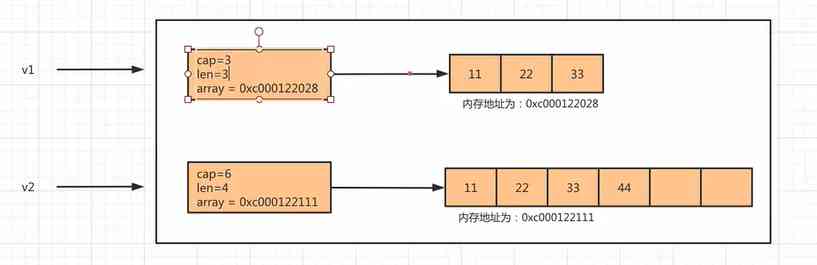 v1
cap=3
len=3
array = 0xc000122028
11 22 33
内存地址为：0xc000122028
v2
cap=6
len=4
array = 0xc000122111
11 22 33 44
内存地址为：0xc000122111